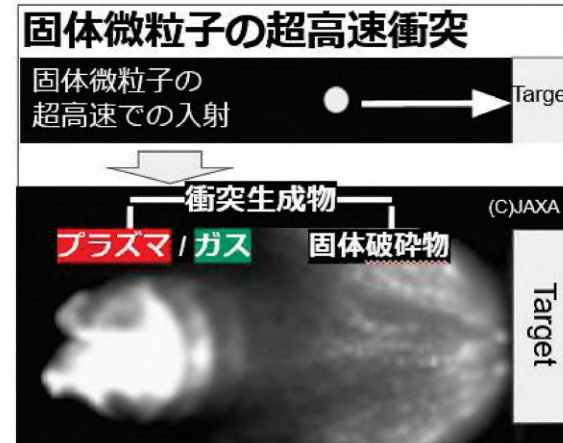 固体微粒子の超高速衝突
固体微粒子の
超高速での入射
Targe
衝突生成物
(C)JAXA
プラズマ / ガス
固体破砕物
Target